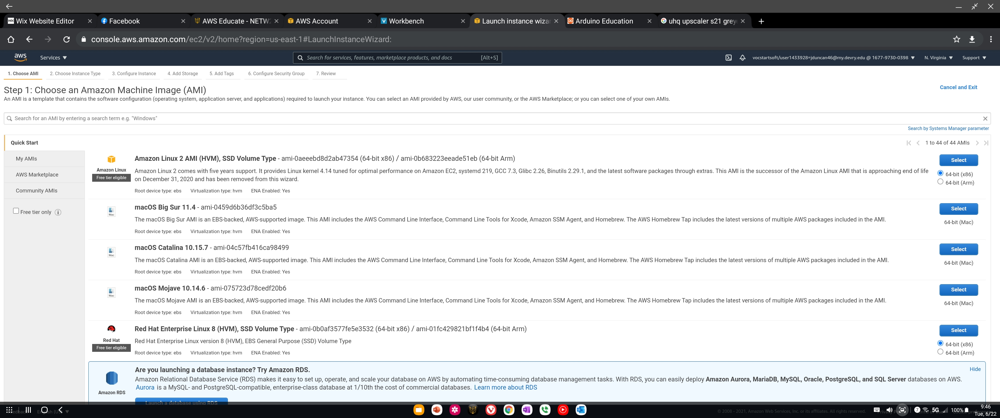 Wix Website Editor
Facebook
AWS Educate - NETW
AWS Account
Workbench
Launch instance wizar
Arduino Education
uhq upscaler s21 grey
console.aws.amazon.com/ec2/v2/home?region=us-east-1#LaunchInstanceWizard:
aws
Services
Search for services, features, marketplace products, and docs [Alt+S]
vocstartsoft/user1433928=jduncan46@my.devry.edu @ 1677-9730-0398
N. Virginia
Support
1. Choose AMI
2. Choose Instance Type
3. Configure Instance
4. Add Storage
5. Add Tags
6. Configure Security Group
7. Review
Step 1: Choose an Amazon Machine Image (AMI)
Cancel and Exit
An AMI is a template that contains the software configuration (operating system, application server, and applications) required to launch your instance. You can select an AMI provided by AWS, our user community, or the AWS Marketplace; or you can select one of your own AMIs.
Search for an AMI by entering a search term e.g. "Windows"
Search by Systems Manager parameter
Quick Start
1 to 44 of 44 AMIs
My AMIs
AWS Marketplace
Community AMIs
Free tier only
Amazon Linux
Free tier eligible
Amazon Linux 2 AMI (HVM), SSD Volume Type - ami-0aeeebd8d2ab47354 (64-bit x86) / ami-0b683223eeade51eb (64-bit Arm)
Amazon Linux 2 comes with five years support. It provides Linux kernel 4.14 tuned for optimal performance on Amazon EC2, systemd 219, GCC 7.3, Glibc 2.26, Binutils 2.29.1, and the latest software packages through extras. This AMI is the successor of the Amazon Linux AMI that is approaching end of life
on December 31, 2020 and has been removed from this wizard.
Root device type: ebs Virtualization type: hvm ENA Enabled: Yes
Select
64-bit (x86)
64-bit (Arm)
Mac
macOS Big Sur 11.4 - ami-0459d6b36df3c5ba5
The macOS Big Sur AMI is an EBS-backed, AWS-supported image. This AMI includes the AWS Command Line Interface, Command Line Tools for Xcode, Amazon SSM Agent, and Homebrew. The AWS Homebrew Tap includes the latest versions of multiple AWS packages included in the AMI.
Root device type: ebs Virtualization type: hvm ENA Enabled: Yes
Select
64-bit (Mac)
Mac
macOS Catalina 10.15.7 - ami-04c57fb416ca98499
The macOS Catalina AMI is an EBS-backed, AWS-supported image. This AMI includes the AWS Command Line Interface, Command Line Tools for Xcode, Amazon SSM Agent, and Homebrew. The AWS Homebrew Tap includes the latest versions of multiple AWS packages included in the AMI.
Root device type: ebs Virtualization type: hvm ENA Enabled: Yes
Select
64-bit (Mac)
Mac
macOS Mojave 10.14.6 - ami-075723d78cedf20b6
The macOS Mojave AMI is an EBS-backed, AWS-supported image. This AMI includes the AWS Command Line Interface, Command Line Tools for Xcode, Amazon SSM Agent, and Homebrew. The AWS Homebrew Tap includes the latest versions of multiple AWS packages included in the AMI.
Root device type: ebs Virtualization type: hvm ENA Enabled: Yes
Select
64-bit (Mac)
Red Hat
Free tier eligible
Red Hat Enterprise Linux 8 (HVM), SSD Volume Type - ami-0b0af3577fe5e3532 (64-bit x86) / ami-01fc429821bf1f4b4 (64-bit Arm)
Red Hat Enterprise Linux version 8 (HVM), EBS General Purpose (SSD) Volume Type
Root device type: ebs Virtualization type: hvm ENA Enabled: Yes
Select
64-bit (x86)
64-bit (Arm)
Amazon RDS
Are you launching a database instance? Try Amazon RDS.
Hide
Amazon Relational Database Service (RDS) makes it easy to set up, operate, and scale your database on AWS by automating time-consuming database management tasks. With RDS, you can easily deploy Amazon Aurora, MariaDB, MySQL, Oracle, PostgreSQL, and SQL Server databases on AWS.
Aurora is a MySQL- and PostgreSQL-compatible, enterprise-class database at 1/10th the cost of commercial databases. Learn more about RDS
Launch a database using RDS
English (US)
© 2008 - 2021, Amazon Web Services, Inc. or its affiliates. All rights reserved.
7
5G
100%
9:46
Tue, 6/22